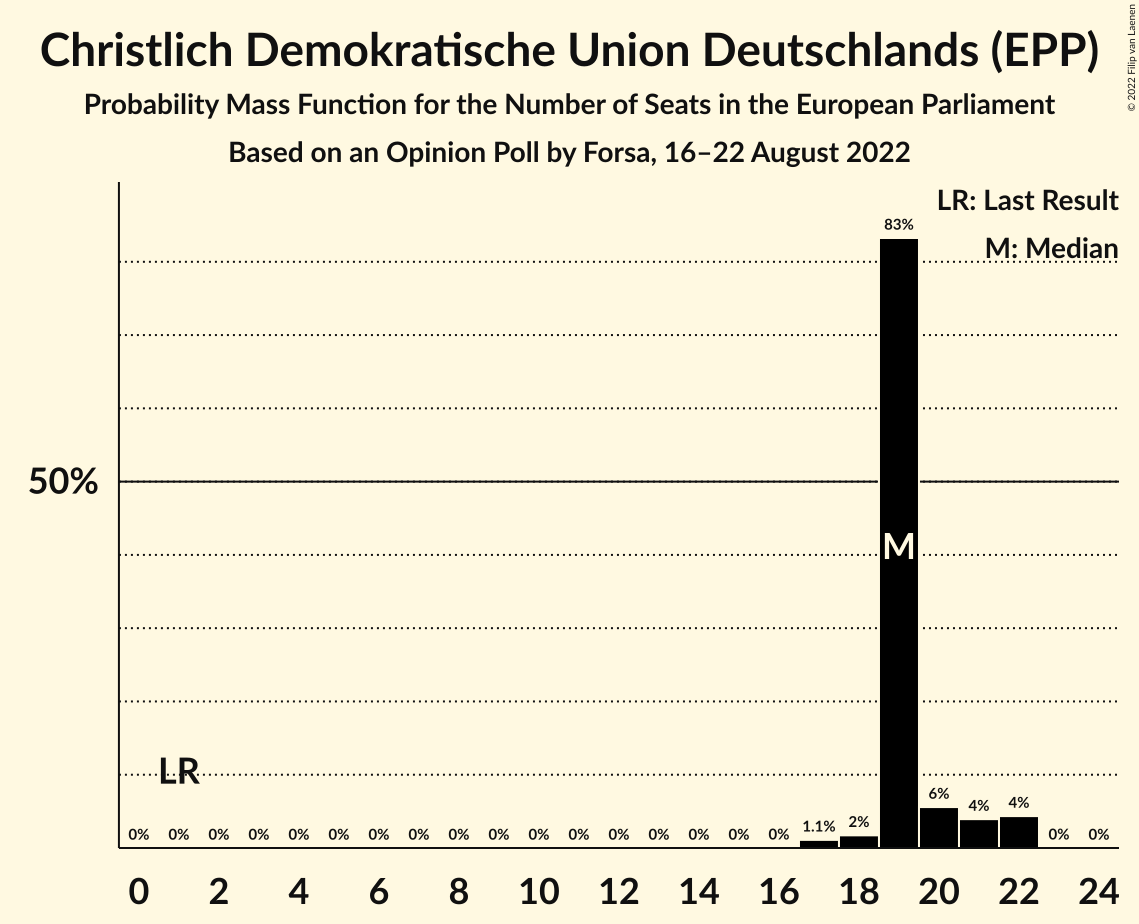 Christlich Demokratische Union Deutschlands (EPP)
Probability Mass Function for the Number of Seats in the European Parliament
Based on an Opinion Poll by Forsa, 16–22 August 2022
© 2022 Filip van Laenen
LR: Last Result
M: Median
83%
50%
M
LR
0% 0% 0% 0% 0% 0% 0% 0% 0% 0% 0% 0% 0% 0% 0% 0% 0% 1.1% 2% 6% 4% 4% 0% 0%
0 2 4 6 8 10 12 14 16 18 20 22 24